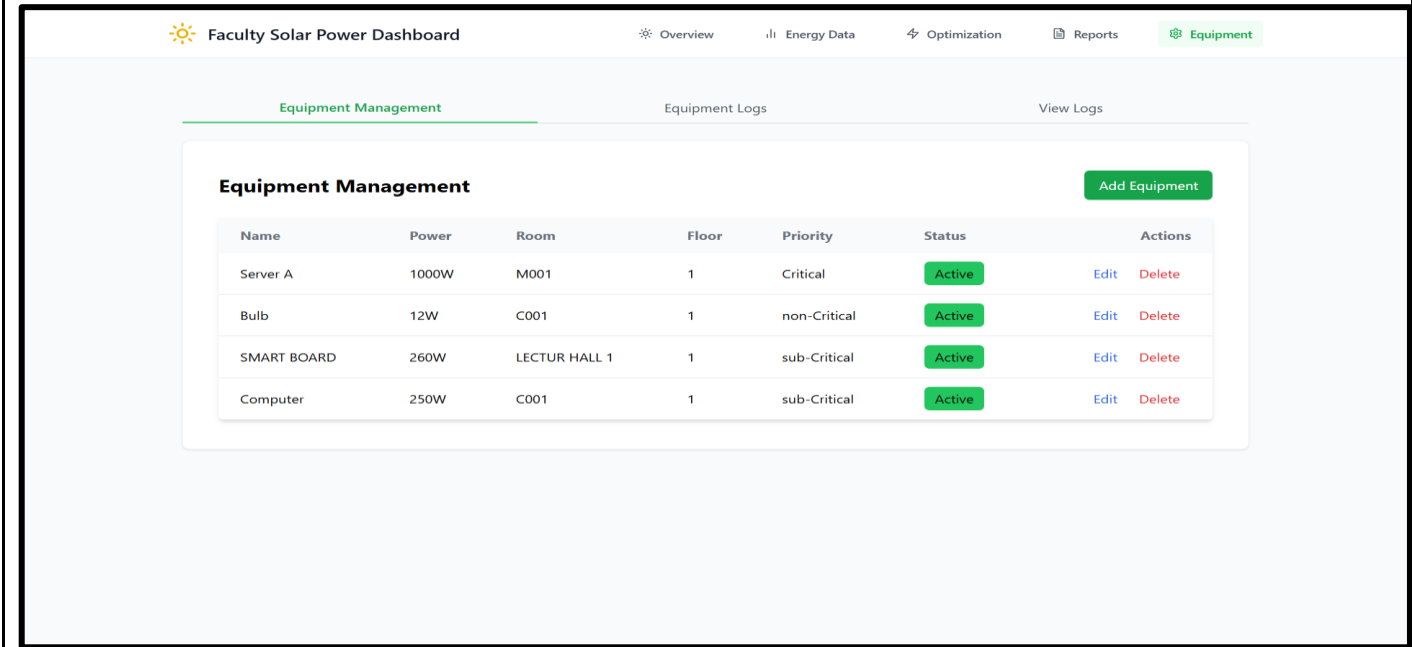 Faculty Solar Power Dashboard Overview Energy Data Optimization Reports Equipment
Equipment Management Equipment Logs View Logs
Equipment Management Add Equipment
Name Power Room Floor Priority Status Actions
Server A 1000W M001 1 Critical Active Edit Delete
Bulb 12W C001 1 non-Critical Active Edit Delete
SMART BOARD 260W LECTUR HALL 1 1 sub-Critical Active Edit Delete
Computer 250W C001 1 sub-Critical Active Edit Delete